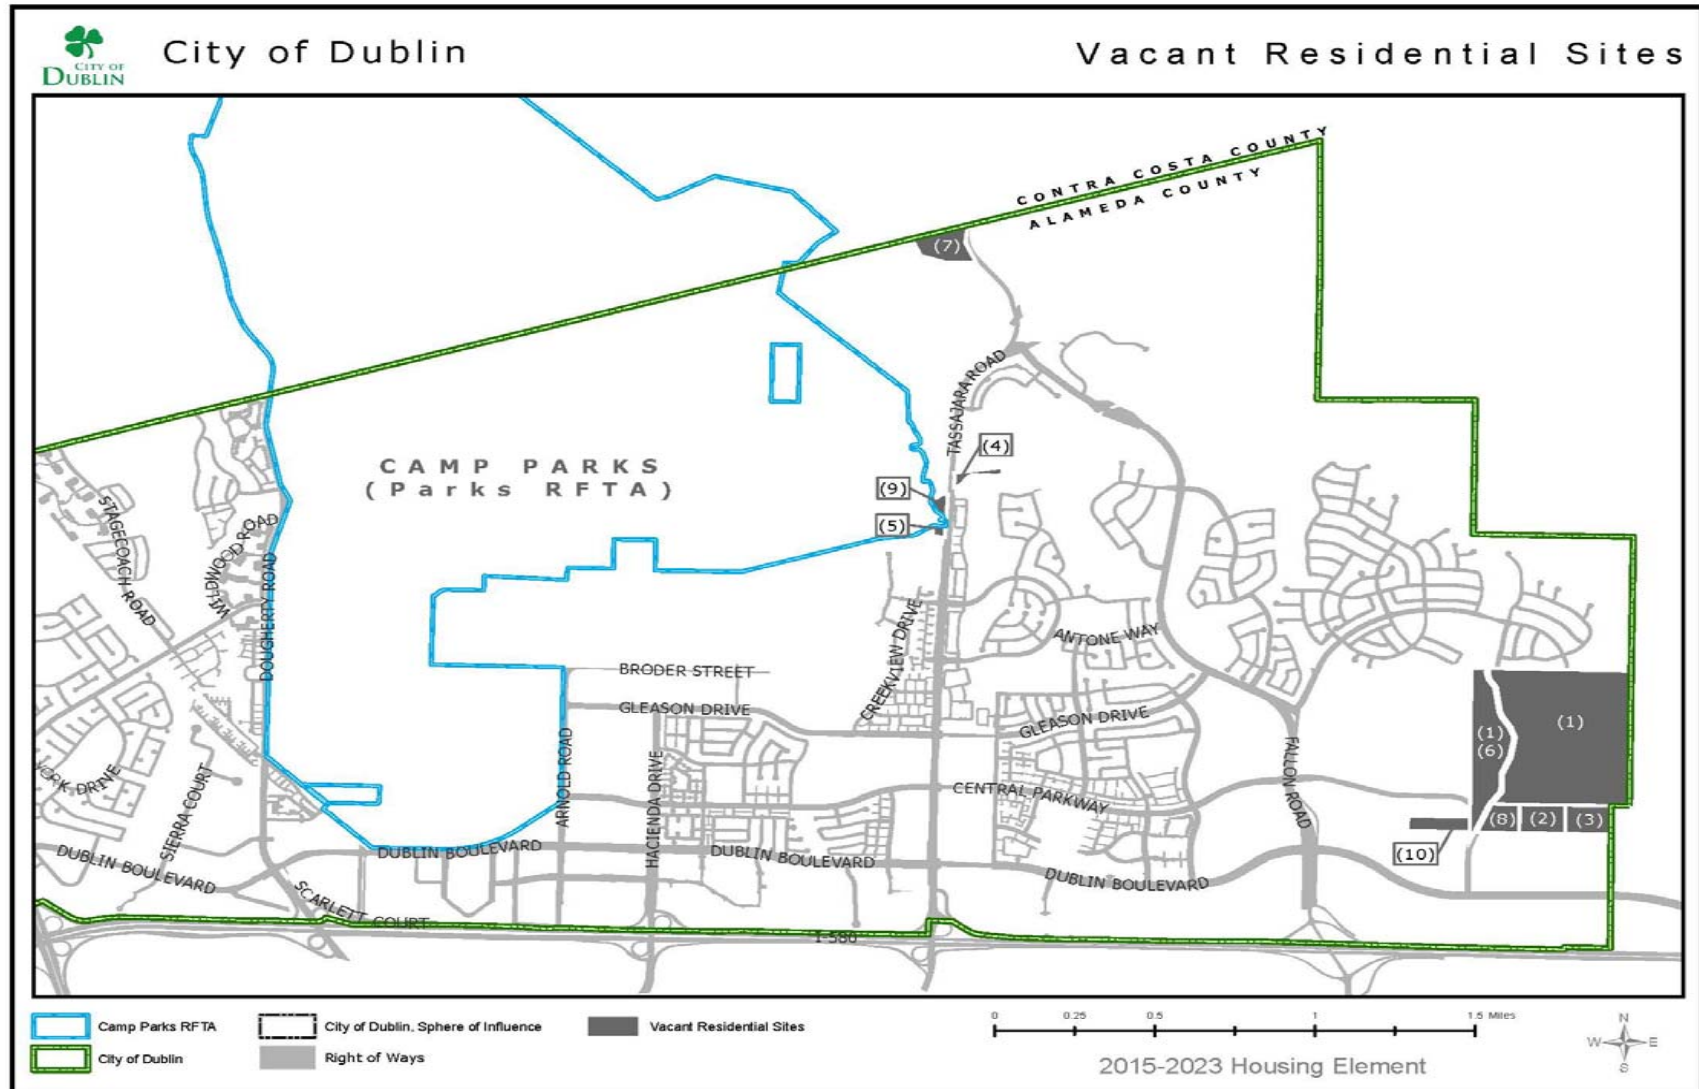 CITY OF
DUBLIN
City of Dublin
Vacant Residential Sites
CONTRA COSTA COUNTY
ALAMEDA COUNTY
(7)
TASSAJARA ROAD
(4)
CAMP PARKS
(Parks RFTA)
(9)
(5)
STAGECOACH ROAD
WILDWOOD ROAD
DOUGHERTY ROAD
CREEKVIEW DRIVE
ANTONE WAY
BRODER STREET
GLEASON DRIVE
GLEASON DRIVE
(1)
(1)
(6)
YORK DRIVE
SIERRA COURT
ARNOLD ROAD
HACIENDA DRIVE
CENTRAL PARKWAY
FALLON ROAD
(8)
(2)
(3)
(10)
DUBLIN BOULEVARD
DUBLIN BOULEVARD
DUBLIN BOULEVARD
DUBLIN BOULEVARD
SCARLETT COURT
I-580
Camp Parks RFTA
City of Dublin, Sphere of Influence
Vacant Residential Sites
City of Dublin
Right of Ways
0 0.25 0.5 1 1.5 Miles
2015-2023 Housing Element
N
W E
S